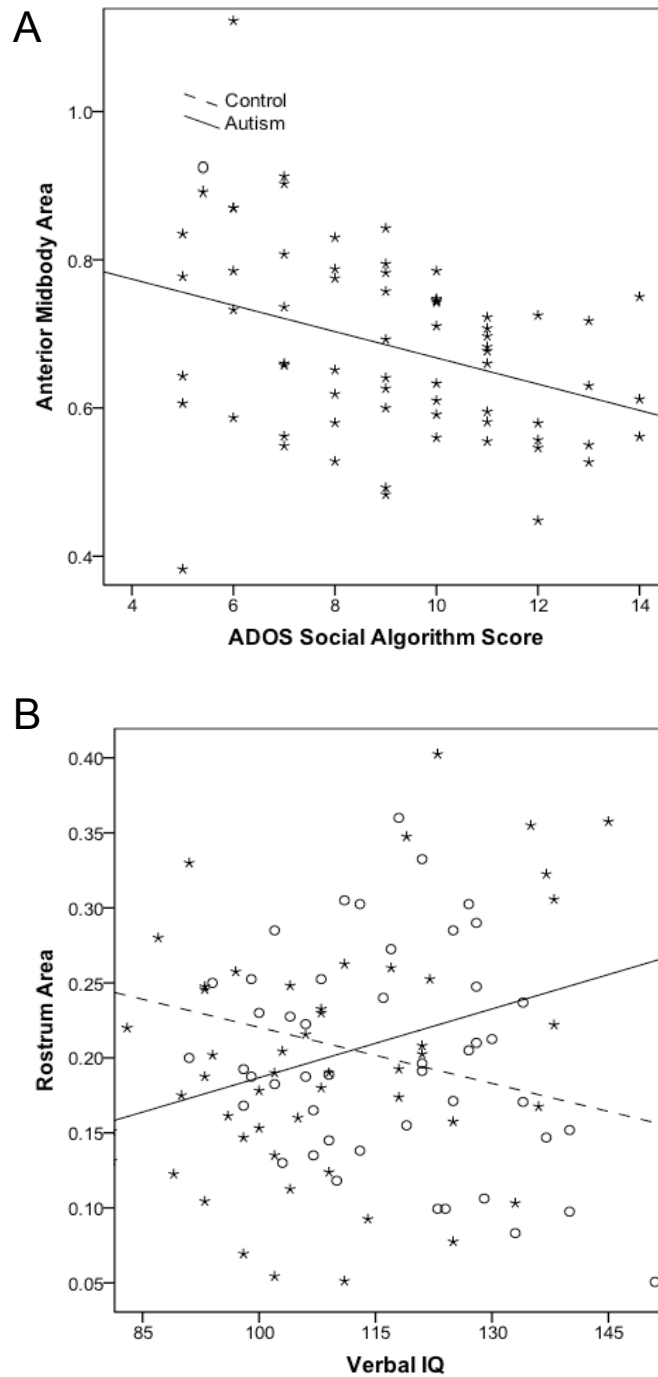 A
1.0
0.8
0.6
0.4
Anterior Midbody Area
Control
Autism
4 6 8 10 12 14
ADOS Social Algorithm Score
B
0.40
0.35
0.30
0.25
0.20
0.15
0.10
0.05
Rostrum Area
85 100 115 130 145
Verbal IQ